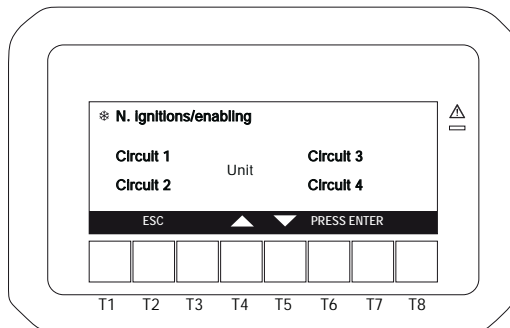 ❄ N. Ignitions/enabling
Circuit 1 Circuit 3
Unit
Circuit 2 Circuit 4
ESC PRESS ENTER
T1 T2 T3 T4 T5 T6 T7 T8